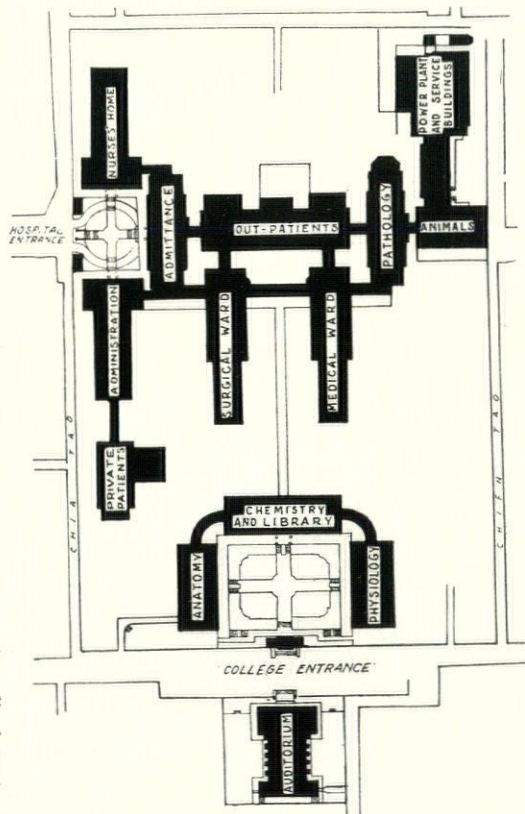 POWER PLANT
AND SERVICE
BUILDINGS
NURSES' HOME
HOSPITAL
ENTRANCE
ADMITTANCE
OUT-PATIENTS
PATHOLOGY
ANIMALS
ADMINISTRATION
SURGICAL WARD
MEDICAL WARD
PRIVATE
PATIENTS
CHIA TAO
CHIEN TAO
CHEMISTRY
AND LIBRARY
ANATOMY
PHYSIOLOGY
COLLEGE ENTRANCE
AUDITORIUM